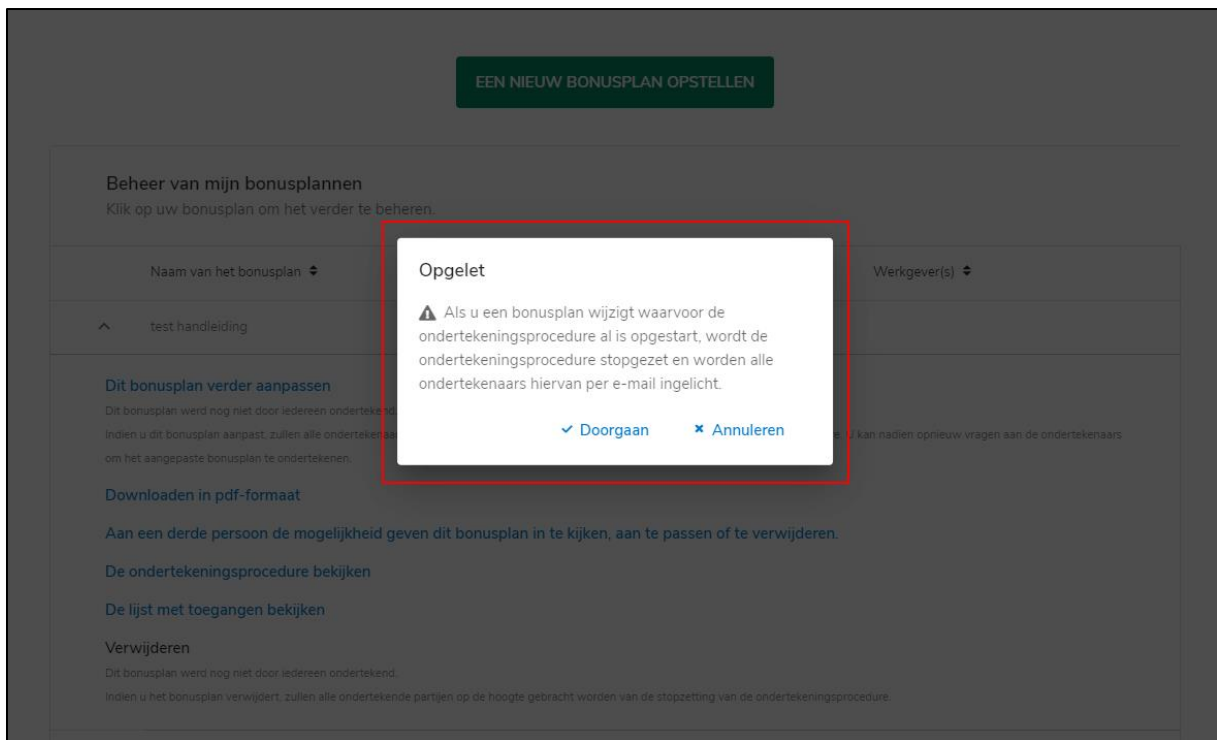 EEN NIEUW BONUSPLAN OPSTELLEN
Beheer van mijn bonusplannen
Klik op uw bonusplan om het verder te beheren.
Naam van het bonusplan
Werkgever(s)
test handleiding
Opgelet
Als u een bonusplan wijzigt waarvoor de
ondertekeningsprocedure al is opgestart, wordt de
ondertekeningsprocedure stopgezet en worden alle
ondertekenaars hiervan per e-mail ingelicht.
Doorgaan
Annuleren
Dit bonusplan verder aanpassen
Dit bonusplan werd nog niet door iedereen
Indien u dit bonusplan aanpast, zullen alle U kan nadien opnieuw vragen aan de ondertekenaars
om het aangepaste bonusplan te ondertekenen.
Downloaden in pdf-formaat
Aan een derde persoon de mogelijkheid geven dit bonusplan in te kijken, aan te passen of te verwijderen.
De ondertekeningsprocedure bekijken
De lijst met toegangen bekijken
Verwijderen
Dit bonusplan werd nog niet door iedereen ondertekend.
Indien u het bonusplan verwijdert, zullen alle ondertekende partijen op de hoogte gebracht worden van de stopzetting van de ondertekeningsprocedure.